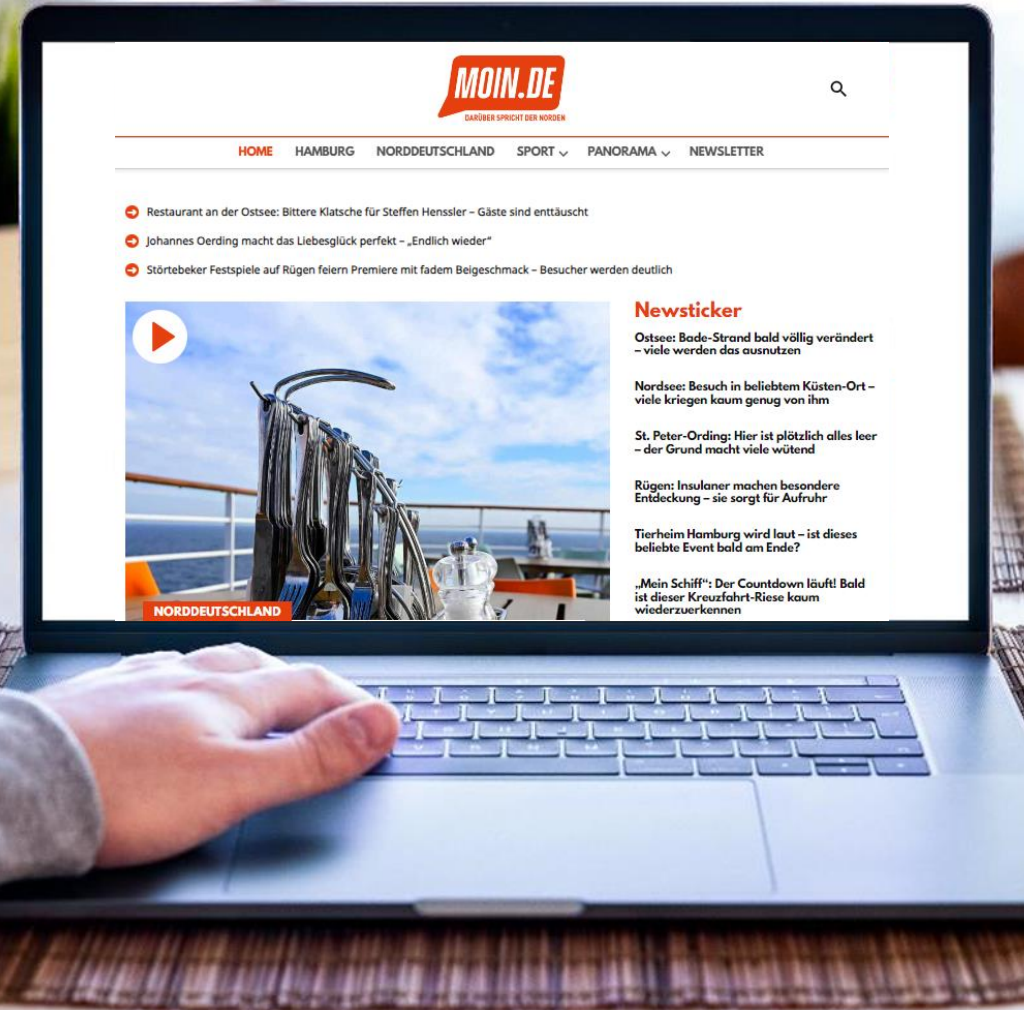 MOIN.DE
DARÜBER SPRICHT DER NORDEN
HOME HAMBURG NORDDEUTSCHLAND SPORT PANORAMA NEWSLETTER
Restaurant an der Ostsee: Bittere Klatsche für Steffen Henssler – Gäste sind enttäuscht
Johannes Oerding macht das Liebesglück perfekt – „Endlich wieder“
Störtebeker Festspiele auf Rügen feiern Premiere mit fadem Beigeschmack – Besucher werden deutlich
NORDDEUTSCHLAND
Newsticker
Ostsee: Bade-Strand bald völlig verändert
– viele werden das ausnutzen
Nordsee: Besuch in beliebtem Küsten-Ort –
viele kriegen kaum genug von ihm
St. Peter-Ording: Hier ist plötzlich alles leer
– der Grund macht viele wütend
Rügen: Insulaner machen besondere
Entdeckung – sie sorgt für Aufruhr
Tierheim Hamburg wird laut – ist dieses
beliebte Event bald am Ende?
„Mein Schiff“: Der Countdown läuft! Bald
ist dieser Kreuzfahrt-Riese kaum
wiederzuerkennen